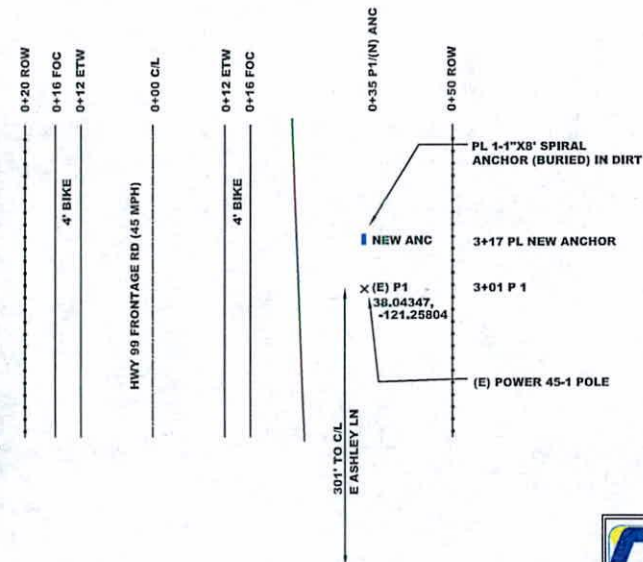 0+20 ROW
0+16 FOC
0+12 ETW
0+00 C/L
0+12 ETW
0+16 FOC
0+35 P1/(N) ANC
0+50 ROW
4' BIKE
HWY 99 FRONTAGE RD (45 MPH)
4' BIKE
PL 1-1"X8' SPIRAL
ANCHOR (BURIED) IN DIRT
NEW ANC
3+17 PL NEW ANCHOR
(E) P1
38.04347,
-121.25804
3+01 P 1
(E) POWER 45-1 POLE
301' TO C/L
E ASHLEY LN